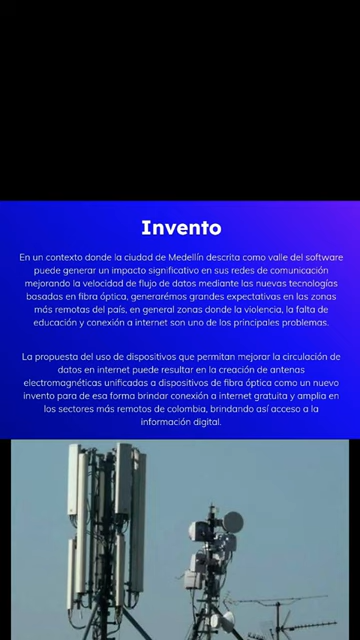 Invento
En un contexto donde la ciudad de Medellín descrita como valle del software
puede generar un impacto significativo en sus redes de comunicación
mejorando la velocidad de flujo de datos mediante las nuevas tecnologías
basadas en fibra óptica, generarémos grandes expectativas en las zonas
más remotas del país, en general zonas donde la violencia, la falta de
educación y conexión a internet son uno de los principales problemas.
La propuesta del uso de dispositivos que permitan mejorar la circulación de
datos en internet puede resultar en la creación de antenas
electromagnéticas unificadas a dispositivos de fibra óptica como un nuevo
invento para de esa forma brindar conexión a internet gratuita y amplia en
los sectores más remotos de colombia, brindando así acceso a la
información digital.